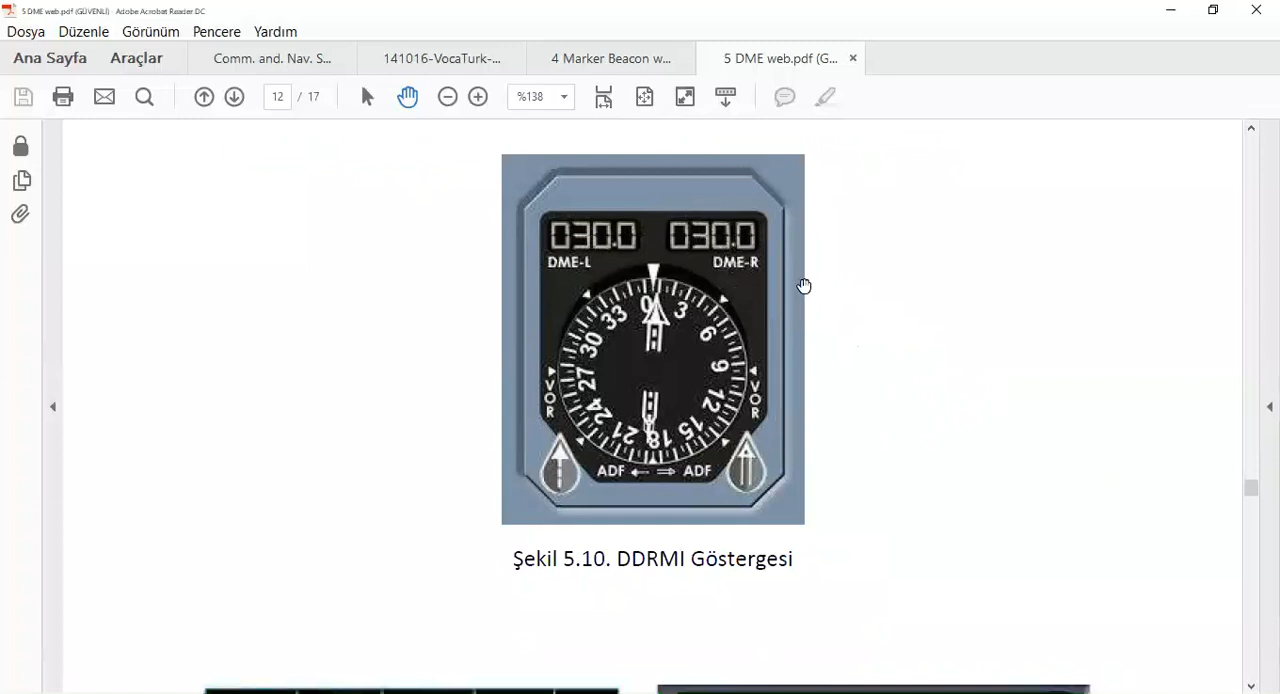 5 DME web.pdf (GÜVENLİ) - Adobe Acrobat Reader DC
Dosya Düzenle Görünüm Pencere Yardım
Ana Sayfa Araçlar Comm. and. Nav. S... 141016-VocaTurk-... 4 Marker Beacon w... 5 DME web.pdf (G... ×
12 / 17 %138
030.0 030.0
DME-L DME-R
0 3 6 9 12 15 18 21 24 27 30 33
VOR VOR
ADF ADF
Şekil 5.10. DDRMI Göstergesi